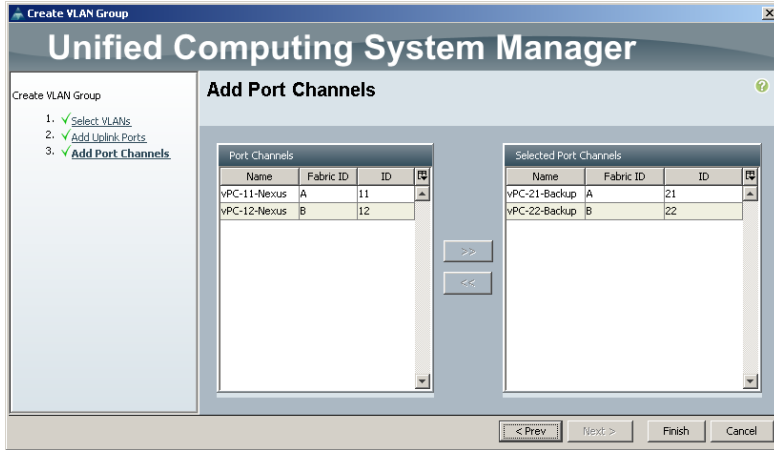 Create VLAN Group
Unified Computing System Manager
Create VLAN Group
1. Select VLANs
2. Add Uplink Ports
3. Add Port Channels
Add Port Channels
Port Channels
Name Fabric ID ID
vPC-11-Nexus A 11
vPC-12-Nexus B 12
>>
<<
Selected Port Channels
Name Fabric ID ID
vPC-21-Backup A 21
vPC-22-Backup B 22
< Prev Next > Finish Cancel